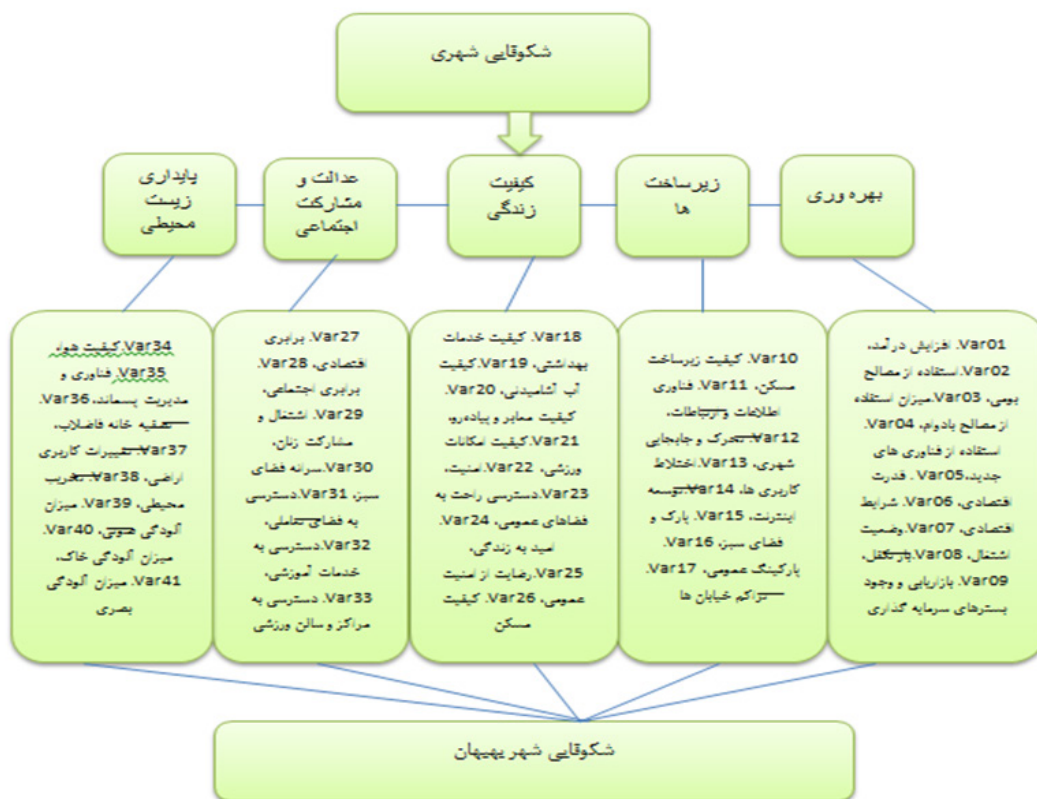 شکوفایی شهری
بهره وری
زیرساخت
ها
کیفیت
زندگی
عدالت و
مشارکت
اجتماعی
پایداری
زیست
محیطی
Var01. افزایش درآمد،
Var02.استفاده از مصالح
بومی، Var03.میزان استفاده
از مصالح بادوام، Var04.
استفاده از فناوری های
جدید،Var05. قدرت
اقتصادی، Var06. شرایط
اقتصادی، Var07.وضعیت
اشتغال، Var08.بار تکفل،
Var09. بازاریابی و وجود
بسترهای سرمایه گذاری
Var10. کیفیت زیرساخت
مسکن، Var11. فناوری
اطلاعات و ارتباطات،
Var12.تحرک و جابجایی
شهری، Var13.اختلاط
کاربری ها، Var14.توسعه
اینترنت، Var15. پارک و
فضای سبز، Var16.
پارکینگ عمومی، Var17.
تراکم خیابان ها
Var18. کیفیت خدمات
بهداشتی، Var19.کیفیت
آب آشامیدنی، Var20.
کیفیت معابر و پیاده‌رو،
Var21.کیفیت امکانات
ورزشی، Var22.امنیت،
Var23.دسترسی راحت به
فضاهای عمومی، Var24.
امید به زندگی،
Var25.رضایت از امنیت
عمومی، Var26. کیفیت
مسکن
Var27. برابری
اقتصادی، Var28.
برابری اجتماعی،
Var29. اشتغال و
مشارکت زنان،
Var30.سرانه فضای
سبز، Var31.دسترسی
به فضای تعاملی،
Var32.دسترسی به
خدمات آموزشی،
Var33. دسترسی به
مراکز و سالن ورزشی
Var34.کیفیت هوا،
Var35. فناوری و
مدیریت پسماند، Var36.
تصفیه خانه فاضلاب،
Var37.تغییرات کاربری
اراضی، Var38.تخریب
محیطی، Var39. میزان
آلودگی صوتی، Var40.
میزان آلودگی خاک،
Var41. میزان آلودگی
بصری
شکوفایی شهر بهبهان